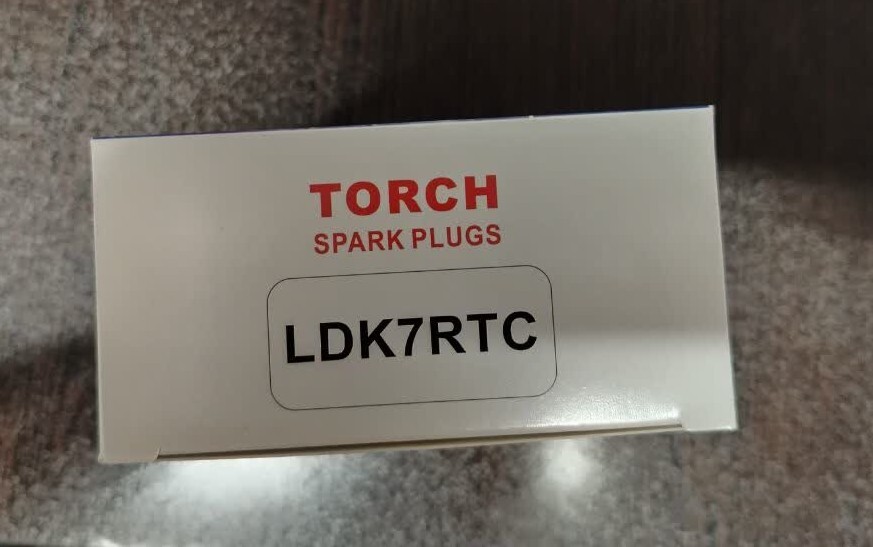 TORCH
SPARK PLUGS
LDK7RTC